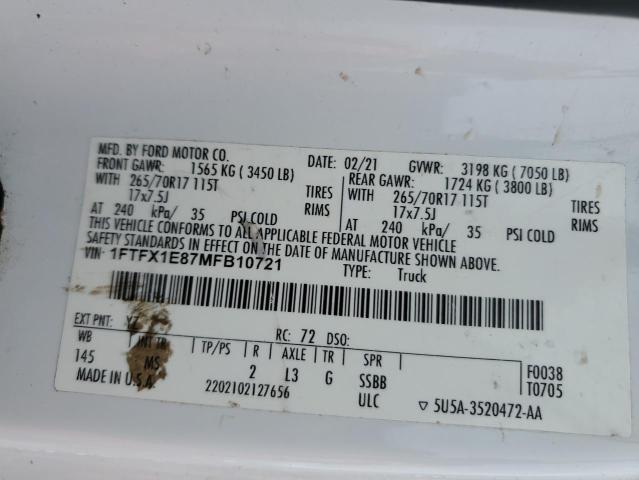 MFD. BY FORD MOTOR CO. DATE: 02/21 GVWR: 3198 KG (7050 LB)
FRONT GAWR: 1565 KG (3450 LB) REAR GAWR: 1724 KG (3800 LB)
WITH 265/70R17 115T TIRES WITH 265/70R17 115T TIRES
17x7.5J RIMS 17x7.5J RIMS
AT 240 kPa/ 35 PSI COLD AT 240 kPa/ 35 PSI COLD
THIS VEHICLE CONFORMS TO ALL APPLICABLE FEDERAL MOTOR VEHICLE
SAFETY STANDARDS IN EFFECT ON THE DATE OF MANUFACTURE SHOWN ABOVE.
VIN: 1FTFX1E87MFB10721 TYPE: Truck
EXT PNT: YZ RC: 72 DSO:
WB INT TR TP/PS R AXLE TR SPR F0038
145 MS 2 L3 G SSBB T0705
MADE IN U.S.A. 2202102127656 ULC ▽ 5U5A-3520472-AA